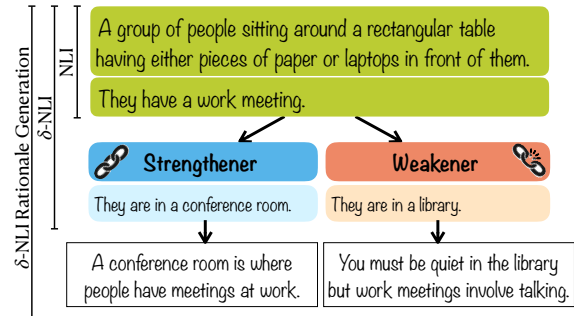 δ-NLI Rationale Generation
δ-NLI
NLI
A group of people sitting around a rectangular table
having either pieces of paper or laptops in front of them.
They have a work meeting.
Strengthener
Weakener
They are in a conference room.
They are in a library.
A conference room is where
people have meetings at work.
You must be quiet in the library
but work meetings involve talking.